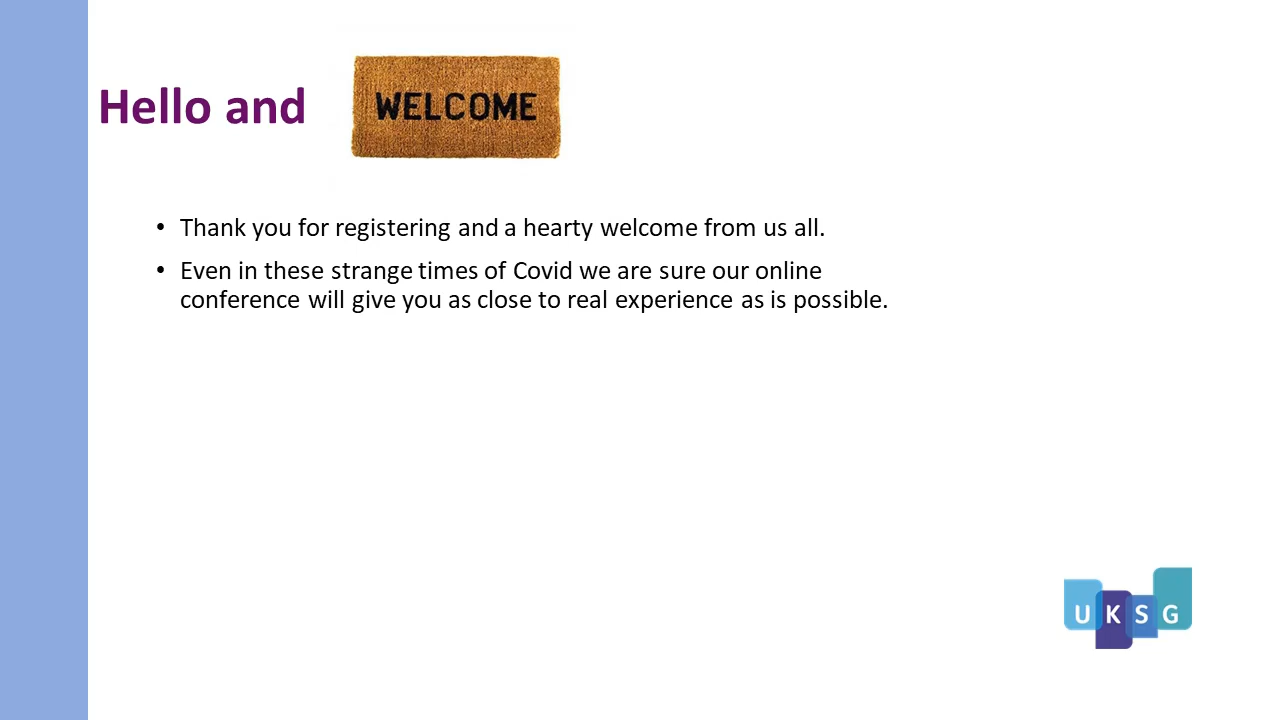 Hello and WELCOME
• Thank you for registering and a hearty welcome from us all.
• Even in these strange times of Covid we are sure our online
conference will give you as close to real experience as is possible.
UKSG